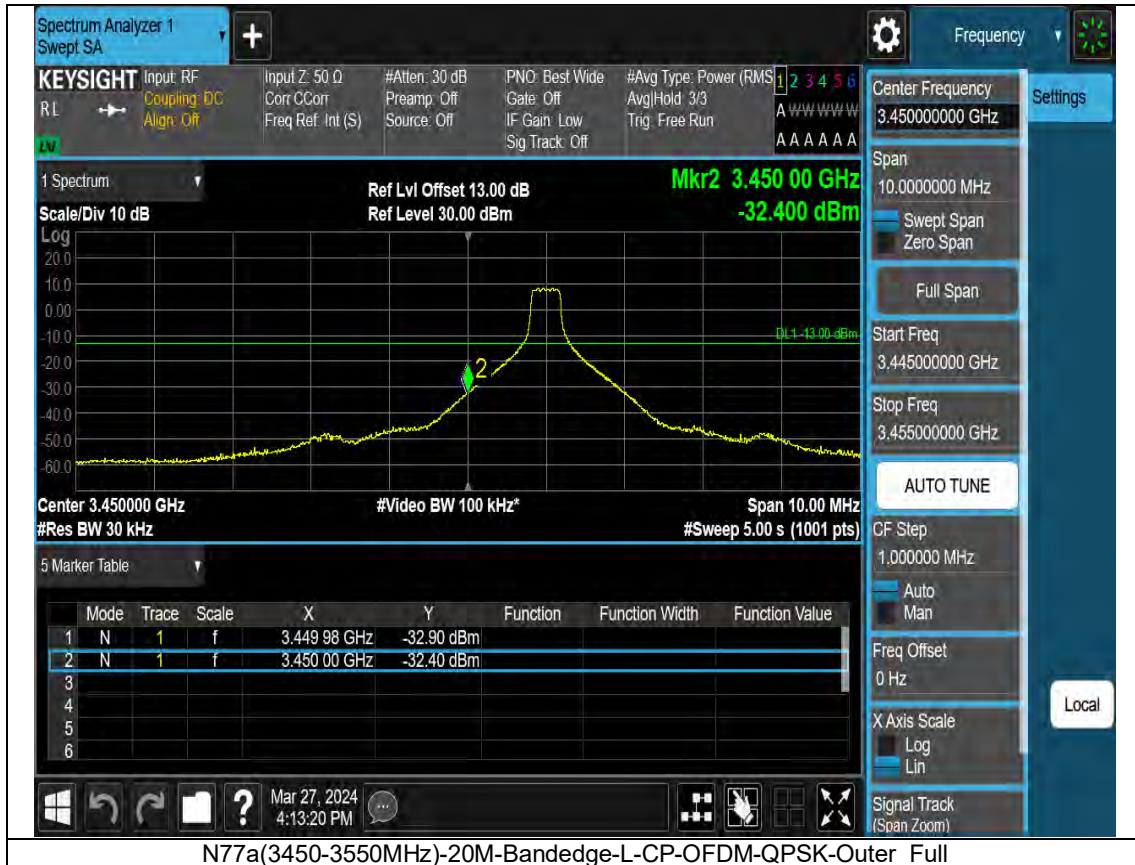 Spectrum Analyzer 1
Swept SA
+
Frequency
KEYSIGHT
RL
LXI
Input: RF
Coupling: DC
Align: Off
Input Z: 50 Ω
Corr CCorr
Freq Ref: Int (S)
#Atten: 30 dB
Preamp: Off
Source: Off
PNO: Best Wide
Gate: Off
IF Gain: Low
Sig Track: Off
#Avg Type: Power (RMS
Avg|Hold: 3/3
Trig: Free Run
1 2 3 4 5 6
A W W W W W
A A A A A A
1 Spectrum
Scale/Div 10 dB
Ref Lvl Offset 13.00 dB
Ref Level 30.00 dBm
Mkr2 3.450 00 GHz
-32.400 dBm
Log
20.0
10.0
0.00
-10.0
-20.0
-30.0
-40.0
-50.0
-60.0
DL1 -13.00 dBm
2
Center 3.450000 GHz
#Video BW 100 kHz*
Span 10.00 MHz
#Res BW 30 kHz
#Sweep 5.00 s (1001 pts)
5 Marker Table
Mode Trace Scale X Y Function Function Width Function Value
1 N 1 f 3.449 98 GHz -32.90 dBm
2 N 1 f 3.450 00 GHz -32.40 dBm
3
4
5
6
Mar 27, 2024
4:13:20 PM
?
Center Frequency
3.450000000 GHz
Settings
Span
10.0000000 MHz
Swept Span
Zero Span
Full Span
Start Freq
3.445000000 GHz
Stop Freq
3.455000000 GHz
AUTO TUNE
CF Step
1.000000 MHz
Auto
Man
Freq Offset
0 Hz
X Axis Scale
Log
Lin
Local
Signal Track
(Span Zoom)
N77a(3450-3550MHz)-20M-Bandedge-L-CP-OFDM-QPSK-Outer_Full